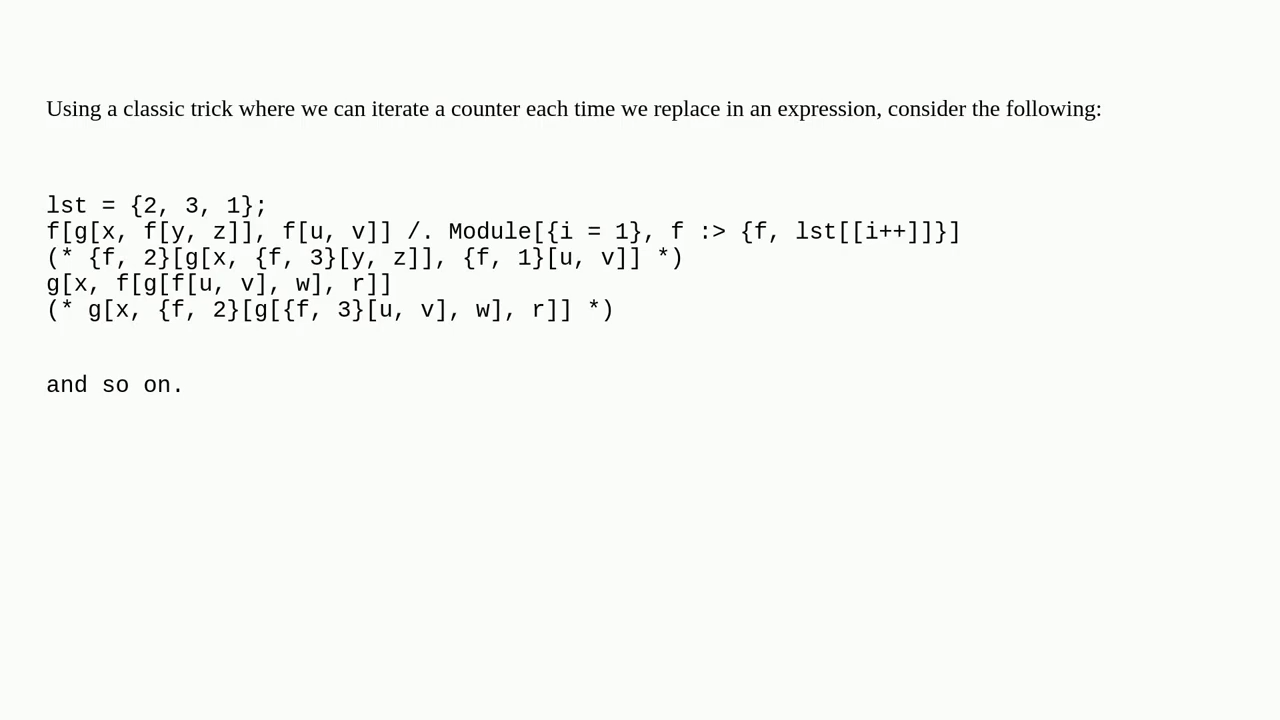 Using a classic trick where we can iterate a counter each time we replace in an expression, consider the following:
lst = {2, 3, 1};
f[g[x, f[y, z]], f[u, v]] /. Module[{i = 1}, f :> {f, lst[[i++]]}]
(* {f, 2}[g[x, {f, 3}[y, z]], {f, 1}[u, v]] *)
g[x, f[g[f[u, v], w], r]]
(* g[x, {f, 2}[g[{f, 3}[u, v], w], r]] *)
and so on.